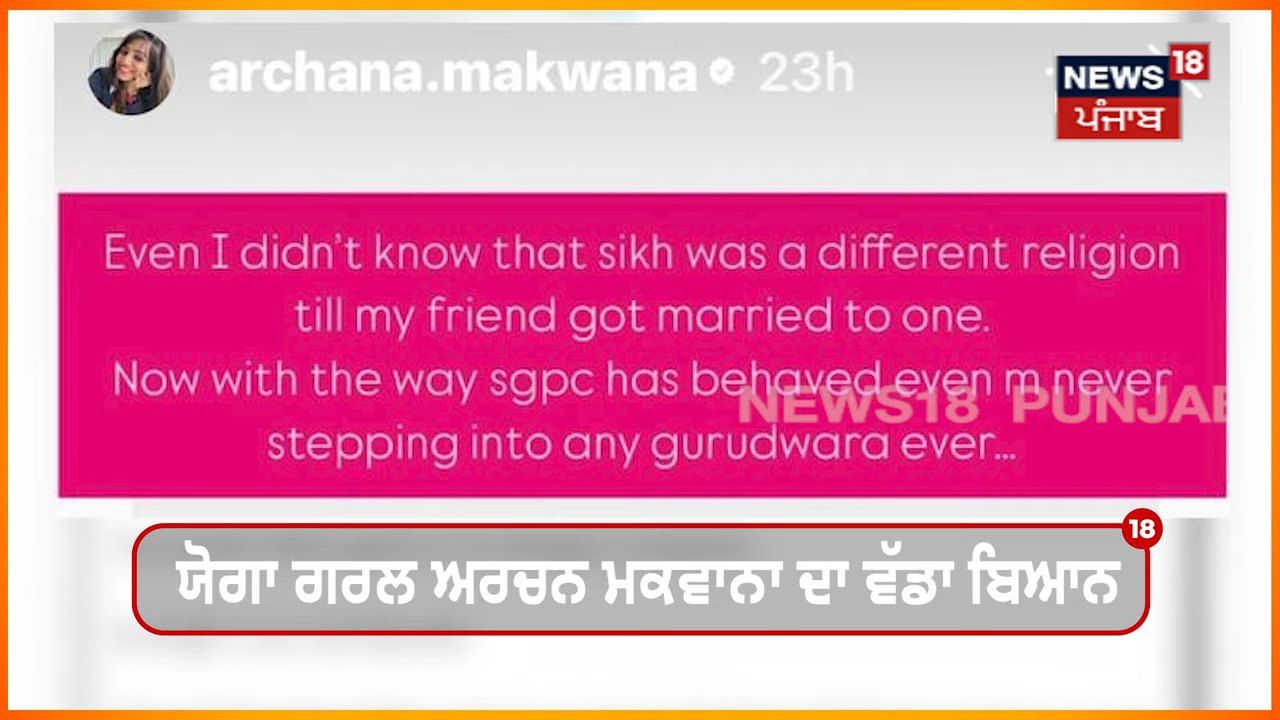 archana.makwana 23h
NEWS 18
ਪੰਜਾਬ
Even I didn't know that sikh was a different religion
till my friend got married to one.
Now with the way sgpc has behaved even m never
NEWS18 PUNJAB
stepping into any gurudwara ever...
18
ਯੋਗਾ ਗਰਲ ਅਰਚਨ ਮਕਵਾਨਾ ਦਾ ਵੱਡਾ ਬਿਆਨ